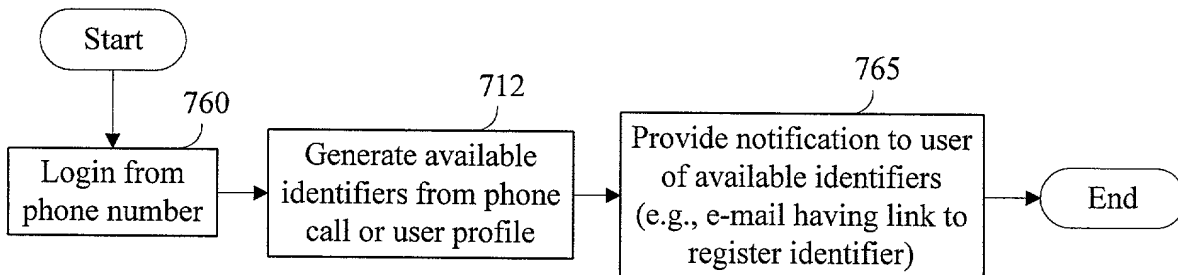 Start
760
Login from
phone number
712
Generate available
identifiers from phone
call or user profile
765
Provide notification to user
of available identifiers
(e.g., e-mail having link to
register identifier)
End